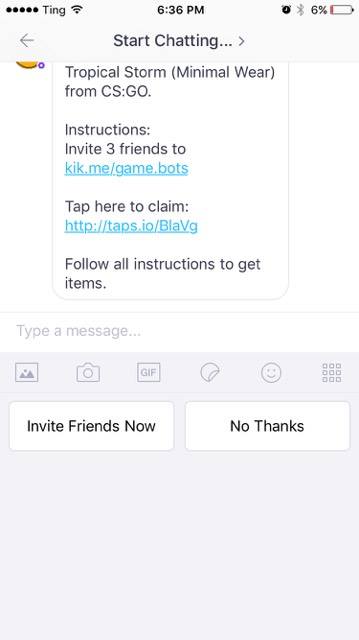 Ting 6:36 PM 6%
Start Chatting... >
Tropical Storm (Minimal Wear)
from CS:GO.
Instructions:
Invite 3 friends to
kik.me/game.bots
Tap here to claim:
http://taps.io/BlaVg
Follow all instructions to get
items.
Type a message...
GIF
Invite Friends Now
No Thanks